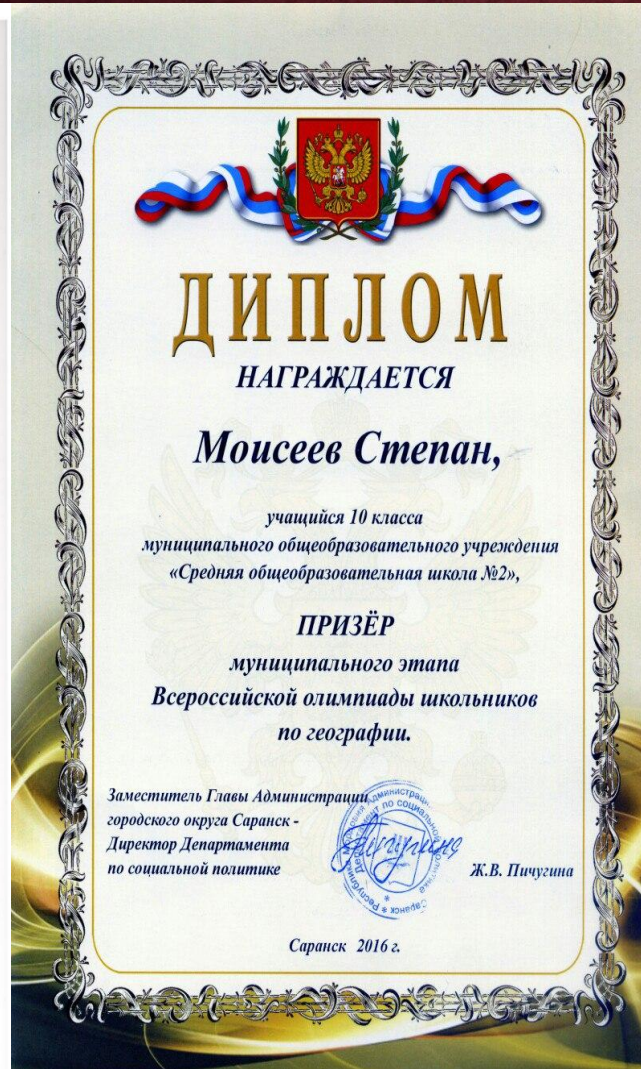 ДИПЛОМ
НАГРАЖДАЕТСЯ
Моисеев Степан,
учащийся 10 класса
муниципального общеобразовательного учреждения
«Средняя общеобразовательная школа №2»,
ПРИЗЁР
муниципального этапа
Всероссийской олимпиады школьников
по географии.
Заместитель Главы Администрации
городского округа Саранск -
Директор Департамента
по социальной политике
Ж.В. Пичугина
Саранск 2016 г.